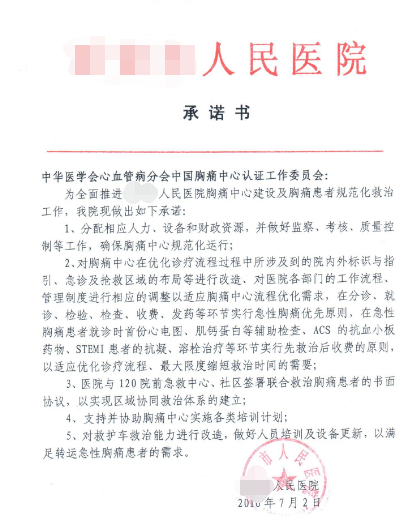 人民医院
承诺书
中华医学会心血管病分会中国胸痛中心认证工作委员会：
为全面推进 人民医院胸痛中心建设及胸痛患者规范化救治
工作，我院现做出如下承诺：
1、分配相应人力、设备和财政资源，并做好监察、考核、质量控
制等工作，确保胸痛中心规范化运行；
2、对胸痛中心在优化诊疗流程过程中所涉及到的院内外标识与指
引、急诊及抢救区域的布局等进行改造、对医院各部门的工作流程、
管理制度进行相应的调整以适应胸痛中心流程优化需求，在分诊、就
诊、检验、检查、收费、发药等环节实行急性胸痛优先原则，在急性
胸痛患者就诊时首份心电图、肌钙蛋白等辅助检查、ACS 的抗血小板
药物、STEMI 患者的抗凝、溶栓治疗等环节实行先救治后收费的原则，
以适应优化诊疗流程、最大限度缩短救治时间的需要；
3、医院与 120 院前急救中心、社区签署联合救治胸痛患者的书面
协议，以实现区域协同救治体系的建立；
4、支持并协助胸痛中心实施各类培训计划；
5、对救护车救治能力进行改造，做好人员培训及设备更新，以满
足转运急性胸痛患者的需求。
市人民医院
人民医院
2016 年 7 月 2 日